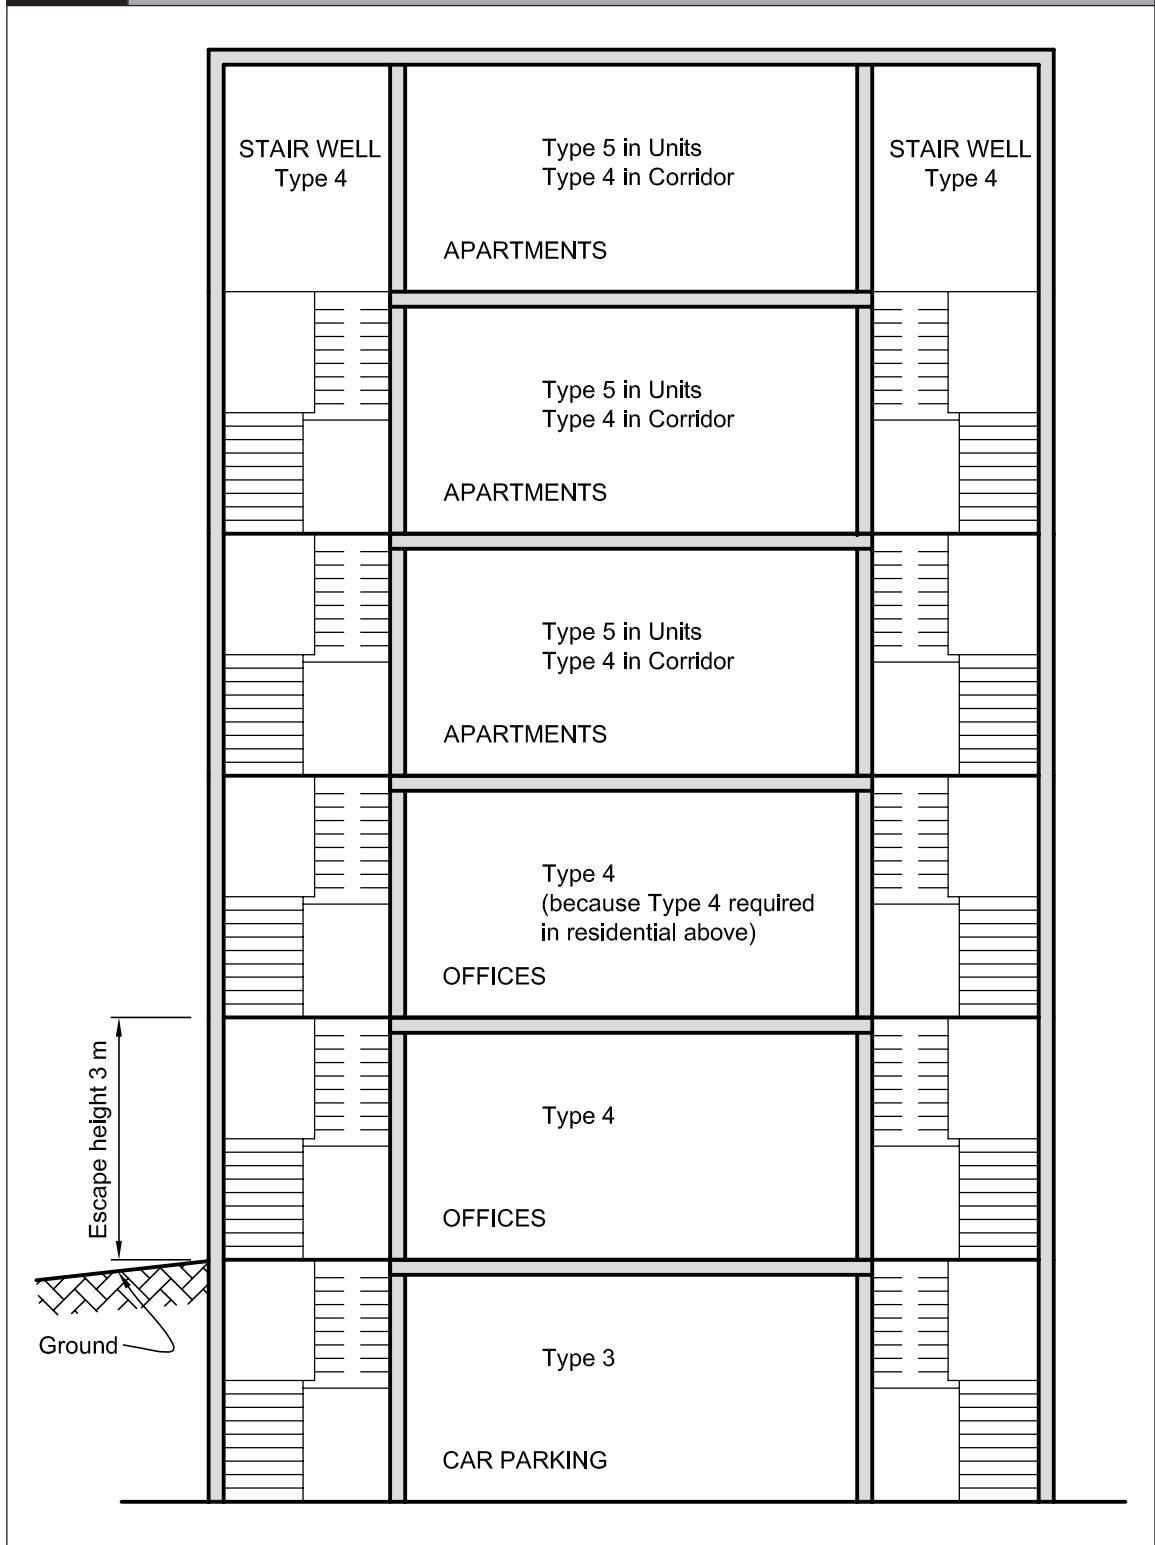 STAIR WELL
Type 4
Type 5 in Units
Type 4 in Corridor
APARTMENTS
STAIR WELL
Type 4
Type 5 in Units
Type 4 in Corridor
APARTMENTS
Type 5 in Units
Type 4 in Corridor
APARTMENTS
Type 4
(because Type 4 required
in residential above)
OFFICES
Escape height 3 m
Type 4
OFFICES
Ground
Type 3
CAR PARKING